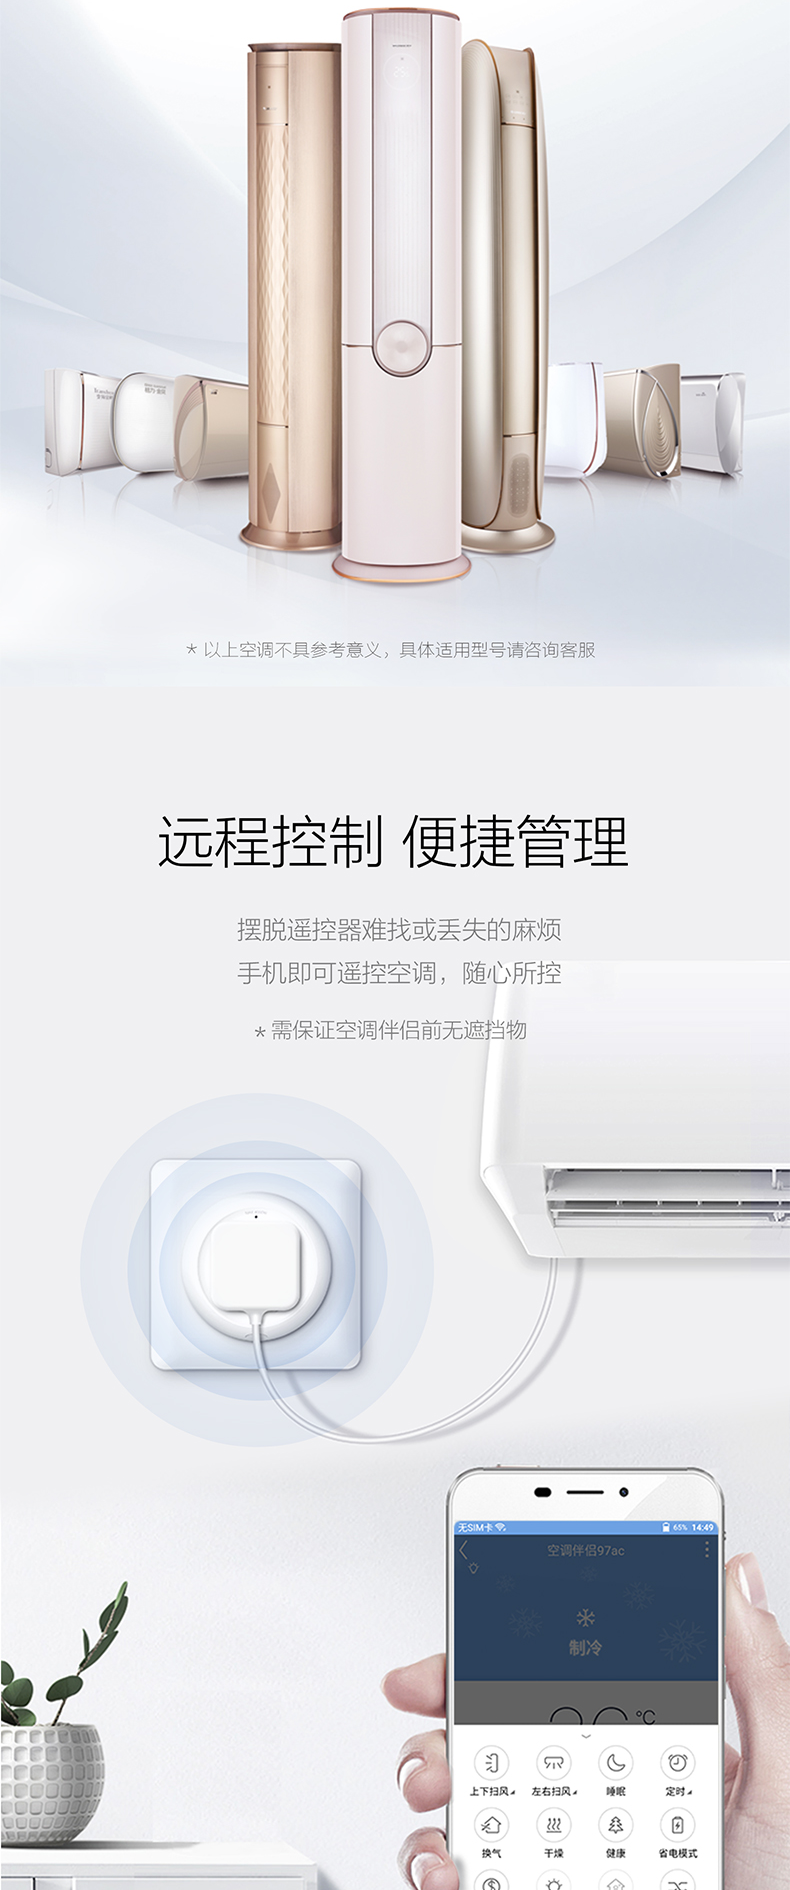 * 以上空调不具参考意义，具体适用型号请咨询客服
远程控制 便捷管理
摆脱遥控器难找或丢失的麻烦
手机即可遥控空调，随心所控
* 需保证空调伴侣前无遮挡物
无SIM卡 65% 14:49
空调伴侣97ac
制冷
°C
上下扫风 左右扫风 睡眠 定时
换气 干燥 健康 省电模式